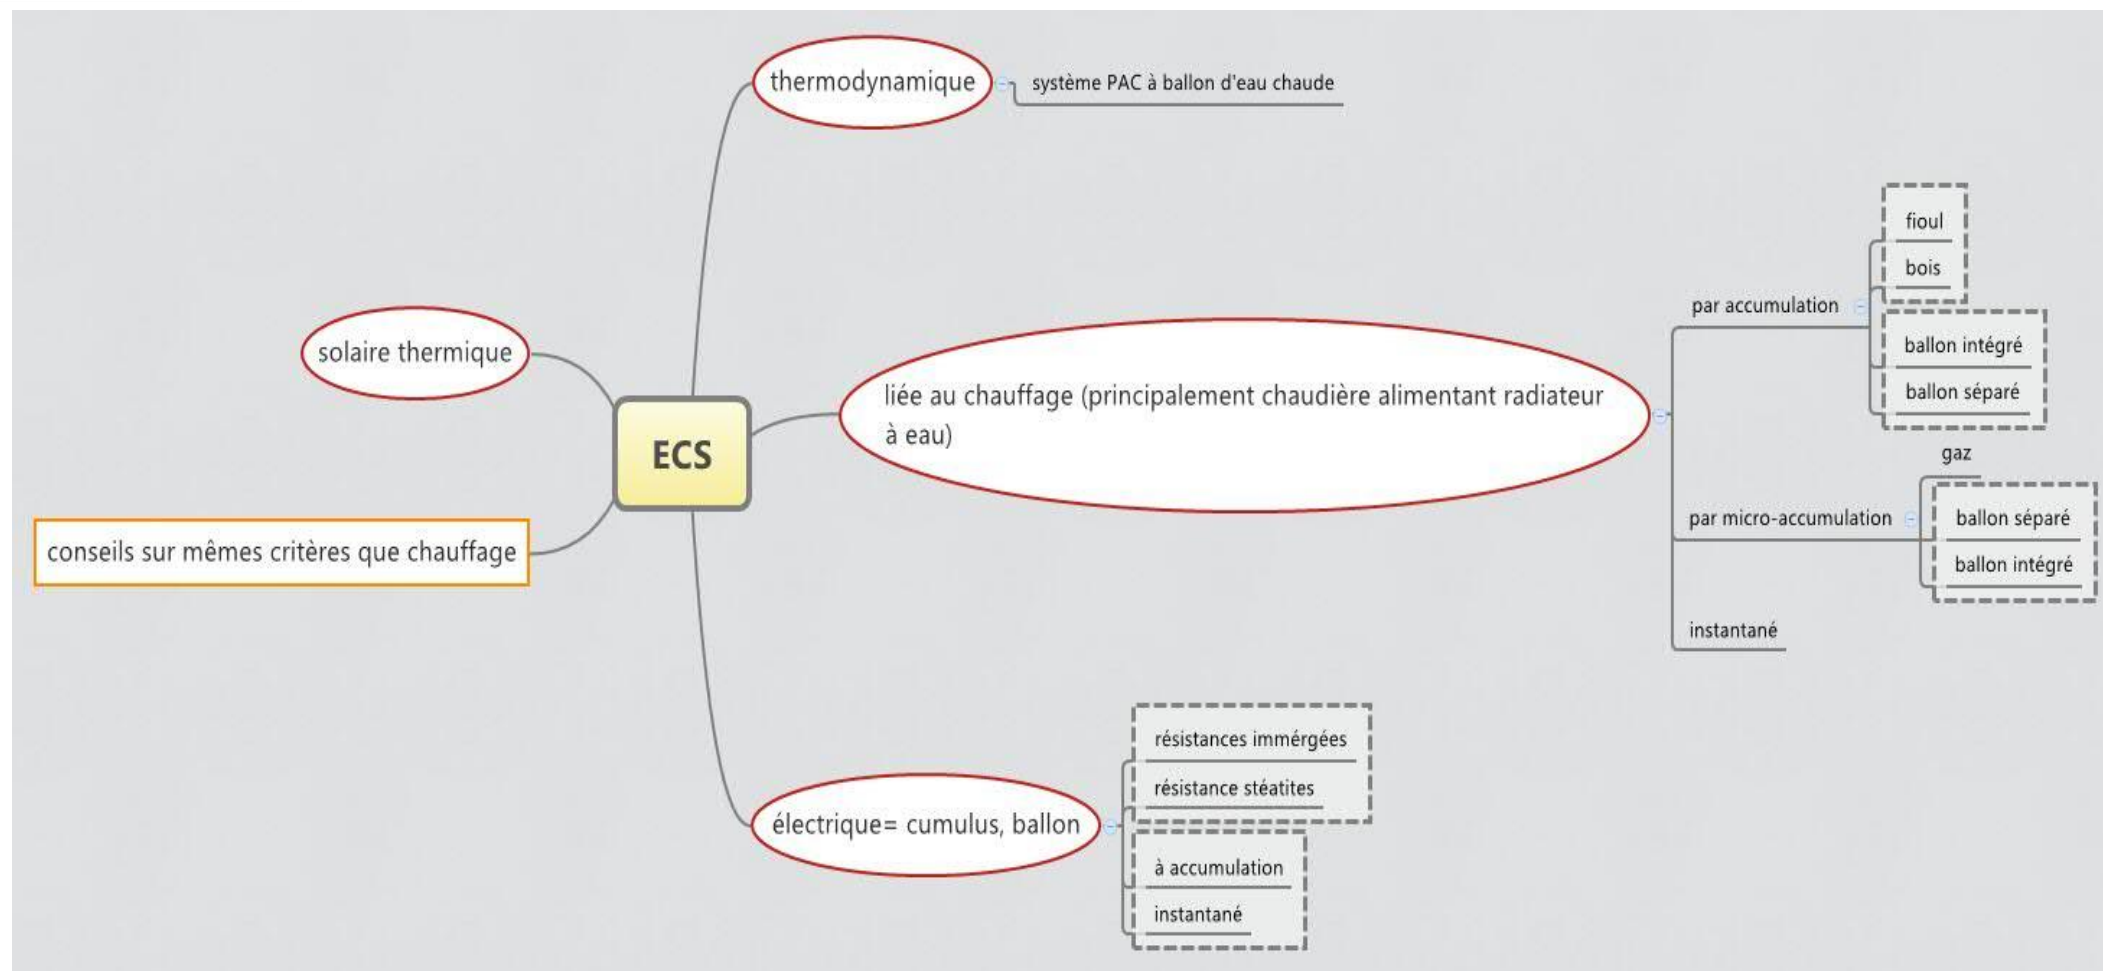 thermodynamique
système PAC à ballon d'eau chaude
fioul
bois
par accumulation
ballon intégré
ballon séparé
solaire thermique
liée au chauffage (principalement chaudière alimentant radiateur
à eau)
ECS
gaz
par micro-accumulation
ballon séparé
ballon intégré
conseils sur mêmes critères que chauffage
instantané
résistances immérgées
résistance stéatites
électrique= cumulus, ballon
à accumulation
instantané